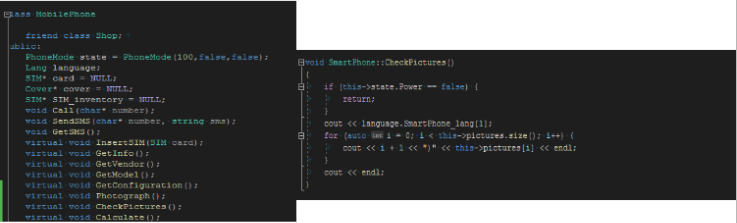 lass MobilePhone
friend class Shop;
ublic:
PhoneMode state = PhoneMode(100,false,false);
Lang language;
SIM* card = NULL;
Cover* cover = NULL;
SIM* SIM_inventory = NULL;
void Call(char* number);
void SendSMS(char* number, string sms);
void GetSMS();
virtual void InsertSIM(SIM card);
virtual void GetInfo();
virtual void GetVendor();
virtual void GetModel();
virtual void GetConfiguration();
virtual void Photograph();
virtual void CheckPictures();
virtual void Calculate();
void SmartPhone::CheckPictures()
{
if (this->state.Power == false) {
return;
}
cout << language.SmartPhone_lang[1];
for (auto int i = 0; i < this->pictures.size(); i++) {
cout << i + 1 << ")" << this->pictures[i] << endl;
}
cout << endl;
}